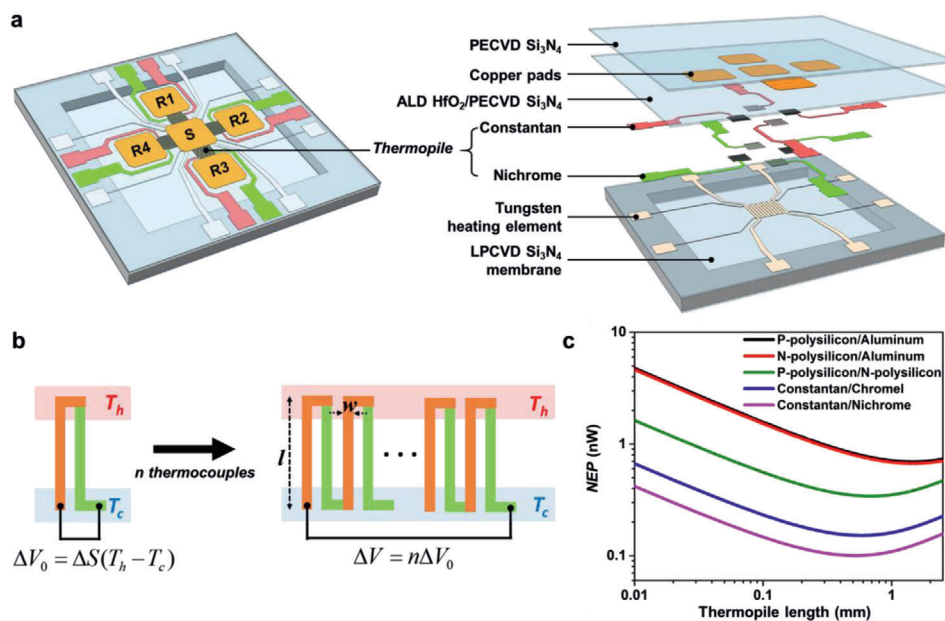 a
R1
R2
R4
S
R3
PECVD Si₃N₄
Copper pads
ALD HfO₂/PECVD Si₃N₄
Constantan
Thermopile
Nichrome
Tungsten
heating element
LPCVD Si₃N₄
membrane
b
Tₕ
T꜀
n thermocouples
ΔV₀ = ΔS(Tₕ − T꜀)
l
w
Tₕ
• • •
T꜀
ΔV = nΔV₀
c
NEP (nW)
10
1
0.1
P-polysilicon/Aluminum
N-polysilicon/Aluminum
P-polysilicon/N-polysilicon
Constantan/Chromel
Constantan/Nichrome
0.01
0.1
1
Thermopile length (mm)